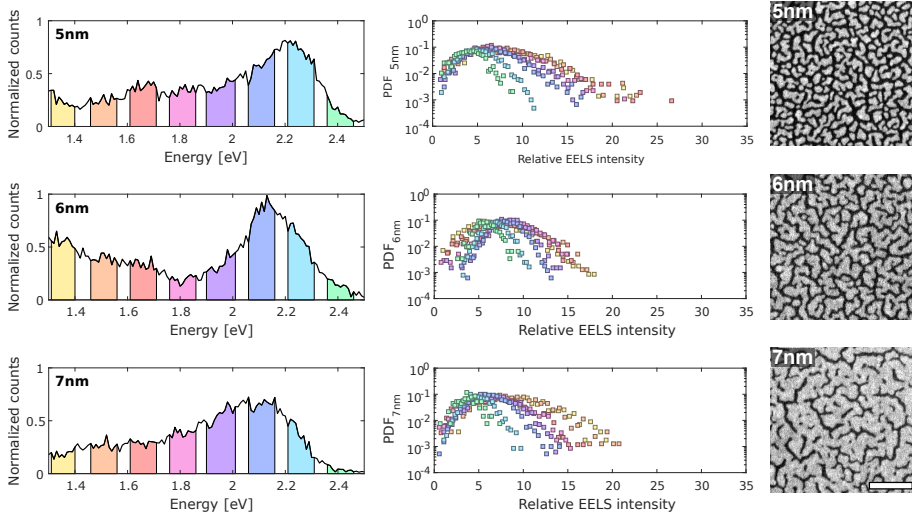 5nm
Normalized counts
1
0.5
0
1.4 1.6 1.8 2 2.2 2.4
Energy [eV]
PDF 5nm
10^0
10^-1
10^-2
10^-3
10^-4
0 5 10 15 20 25 30 35
Relative EELS intensity
5nm
6nm
Normalized counts
1
0.5
0
1.4 1.6 1.8 2 2.2 2.4
Energy [eV]
PDF6nm
10^0
10^-1
10^-2
10^-3
10^-4
0 5 10 15 20 25 30 35
Relative EELS intensity
6nm
7nm
Normalized counts
1
0.5
0
1.4 1.6 1.8 2 2.2 2.4
Energy [eV]
PDF7nm
10^0
10^-1
10^-2
10^-3
10^-4
0 5 10 15 20 25 30 35
Relative EELS intensity
7nm